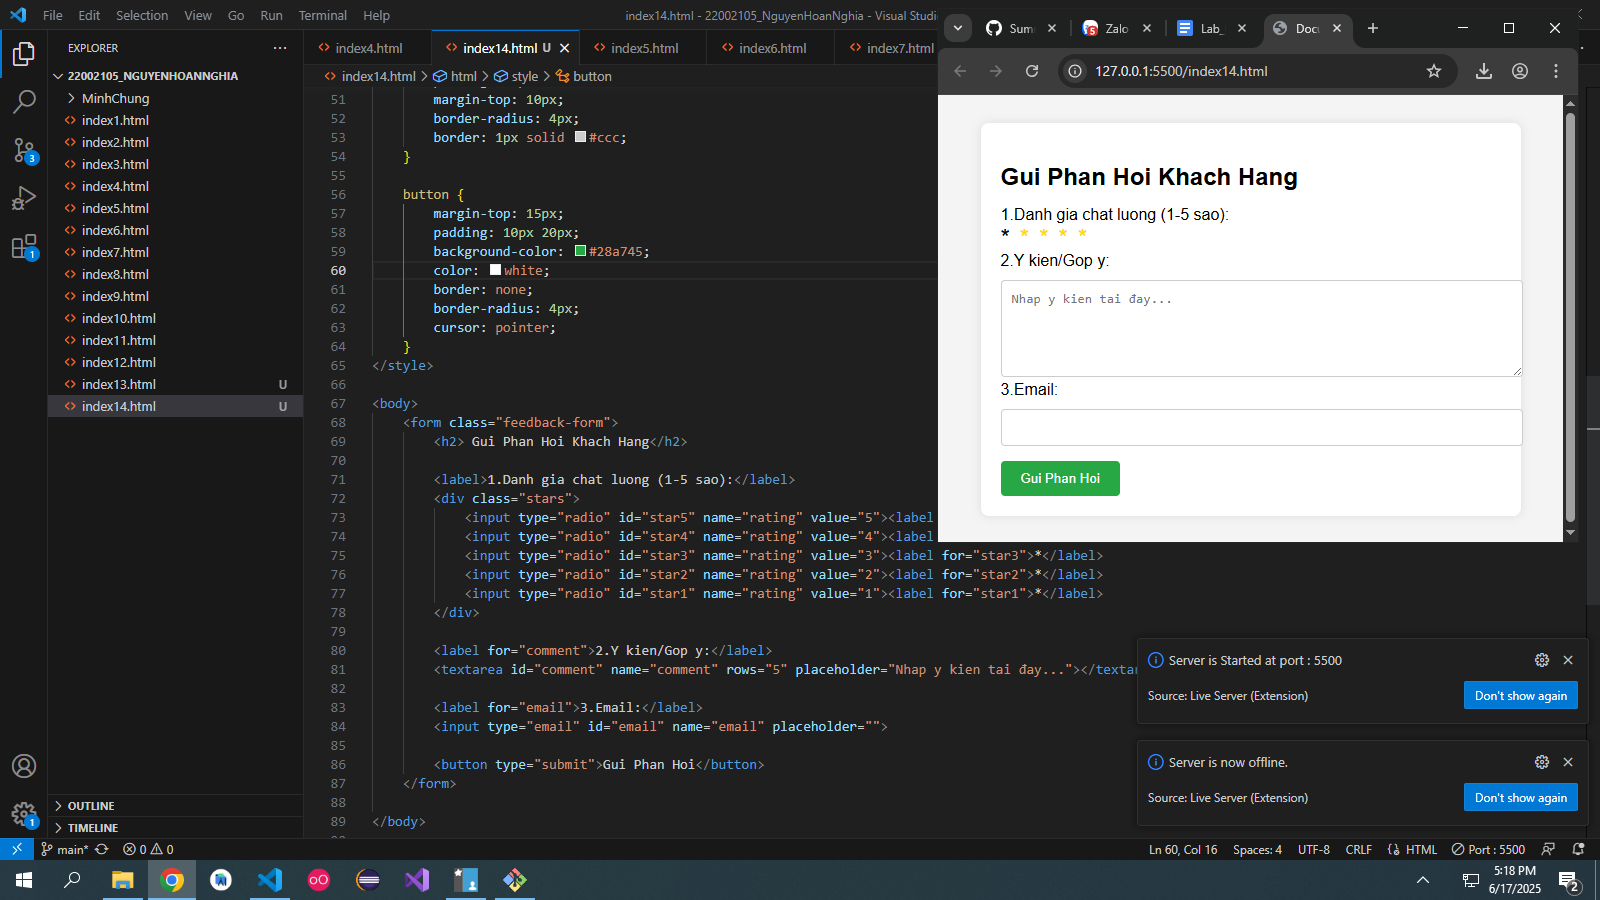 File Edit Selection View Go Run Terminal Help
index14.html - 22002105_NguyenHoanNghia - Visual Studi
EXPLORER
22002105_NGUYENHOANNGHIA
MinhChung
index1.html
index2.html
index3.html
index4.html
index5.html
index6.html
index7.html
index8.html
index9.html
index10.html
index11.html
index12.html
index13.html U
index14.html U
OUTLINE
TIMELINE
index4.html index14.html U index5.html index6.html index7.html
index14.html > html > style > button
51 margin-top: 10px;
52 border-radius: 4px;
53 border: 1px solid #ccc;
54 }
55
56 button {
57 margin-top: 15px;
58 padding: 10px 20px;
59 background-color: #28a745;
60 color: white;
61 border: none;
62 border-radius: 4px;
63 cursor: pointer;
64 }
65 </style>
66
67 <body>
68 <form class="feedback-form">
69 <h2> Gui Phan Hoi Khach Hang</h2>
70
71 <label>1.Danh gia chat luong (1-5 sao):</label>
72 <div class="stars">
73 <input type="radio" id="star5" name="rating" value="5"><label
74 <input type="radio" id="star4" name="rating" value="4"><label
75 <input type="radio" id="star3" name="rating" value="3"><label for="star3">*</label>
76 <input type="radio" id="star2" name="rating" value="2"><label for="star2">*</label>
77 <input type="radio" id="star1" name="rating" value="1"><label for="star1">*</label>
78 </div>
79
80 <label for="comment">2.Y kien/Gop y:</label>
81 <textarea id="comment" name="comment" rows="5" placeholder="Nhap y kien tai đay..."></textar
82
83 <label for="email">3.Email:</label>
84 <input type="email" id="email" name="email" placeholder="">
85
86 <button type="submit">Gui Phan Hoi</button>
87 </form>
88
89 </body>
Sum Zalo Lab_ Docu
127.0.0.1:5500/index14.html
Gui Phan Hoi Khach Hang
1.Danh gia chat luong (1-5 sao):
* * * * *
2.Y kien/Gop y:
Nhap y kien tai đay...
3.Email:
Gui Phan Hoi
Server is Started at port : 5500
Source: Live Server (Extension)
Don't show again
Server is now offline.
Source: Live Server (Extension)
Don't show again
3
1
1
main* 0 0 Ln 60, Col 16 Spaces: 4 UTF-8 CRLF HTML Port : 5500
5:18 PM
6/17/2025
2